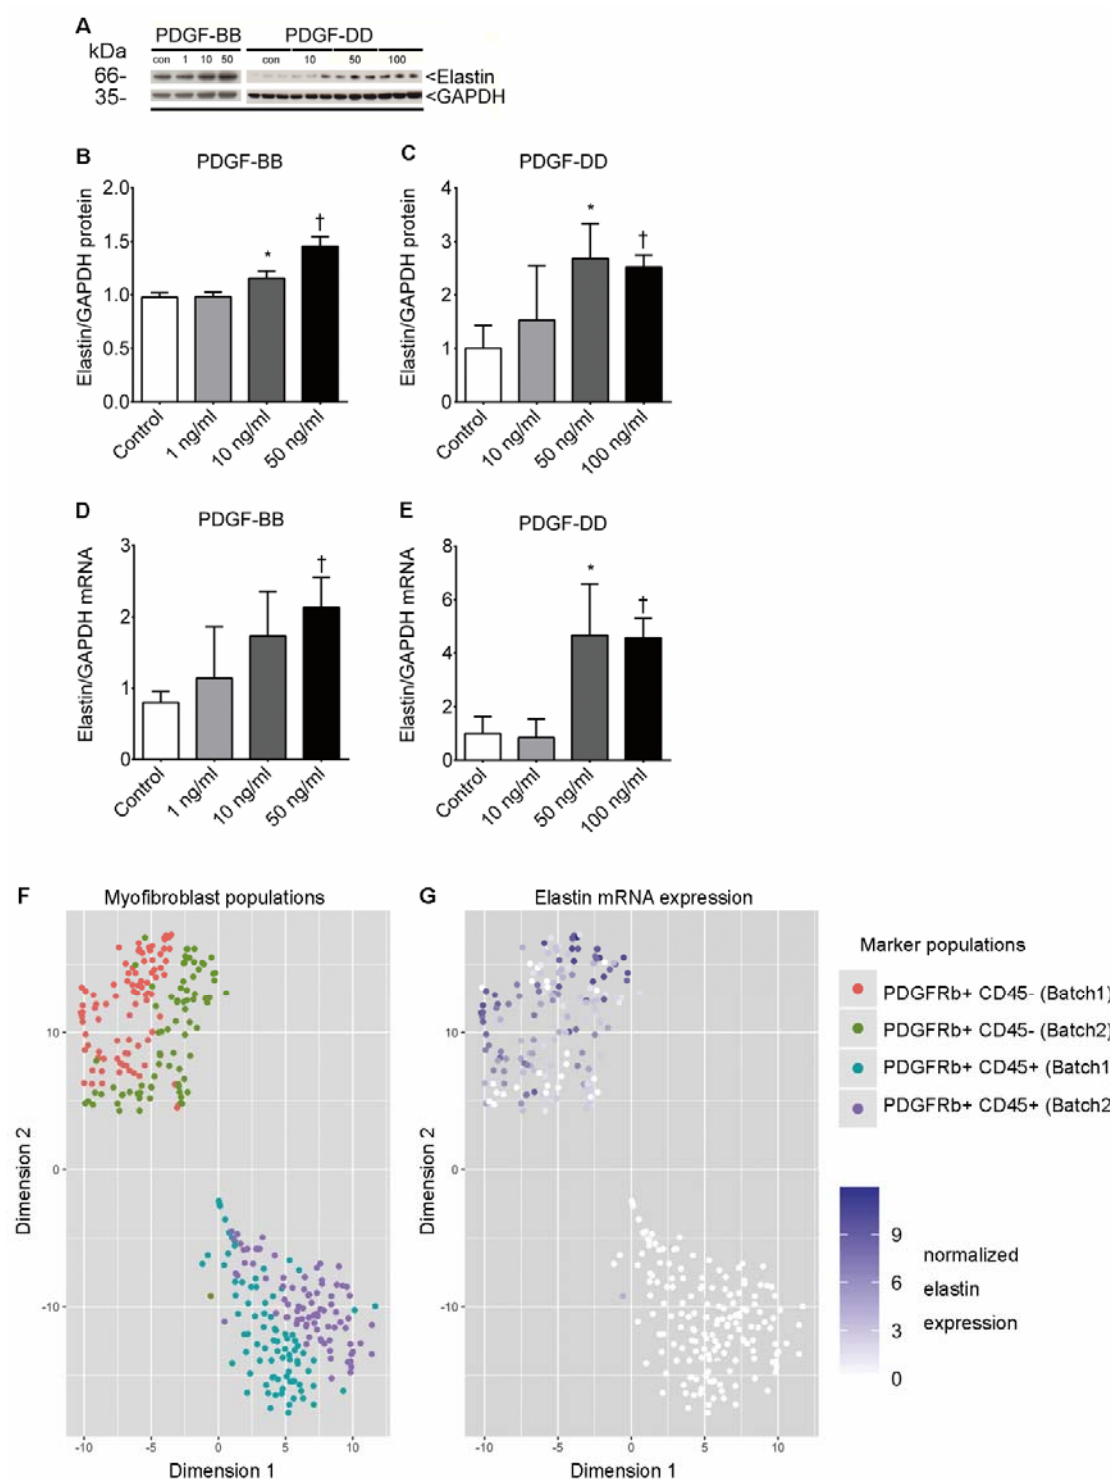 A
PDGF-BB PDGF-DD
kDa
con 1 10 50 con 10 50 100
66- <Elastin
35- <GAPDH
B
PDGF-BB
Elastin/GAPDH protein
2.0
1.5
1.0
0.5
0.0
*
†
Control
1 ng/ml
10 ng/ml
50 ng/ml
C
PDGF-DD
Elastin/GAPDH protein
4
3
2
1
0
*
†
Control
10 ng/ml
50 ng/ml
100 ng/ml
D
PDGF-BB
Elastin/GAPDH mRNA
3
2
1
0
†
Control
1 ng/ml
10 ng/ml
50 ng/ml
E
PDGF-DD
Elastin/GAPDH mRNA
8
6
4
2
0
*
†
Control
10 ng/ml
50 ng/ml
100 ng/ml
F
Myofibroblast populations
Dimension 2
10
0
-10
-10 -5 0 5 10
Dimension 1
G
Elastin mRNA expression
Dimension 2
10
0
-10
-10 -5 0 5 10
Dimension 1
Marker populations
PDGFRb+ CD45- (Batch1)
PDGFRb+ CD45- (Batch2)
PDGFRb+ CD45+ (Batch1
PDGFRb+ CD45+ (Batch2
9
6
3
0
normalized
elastin
expression